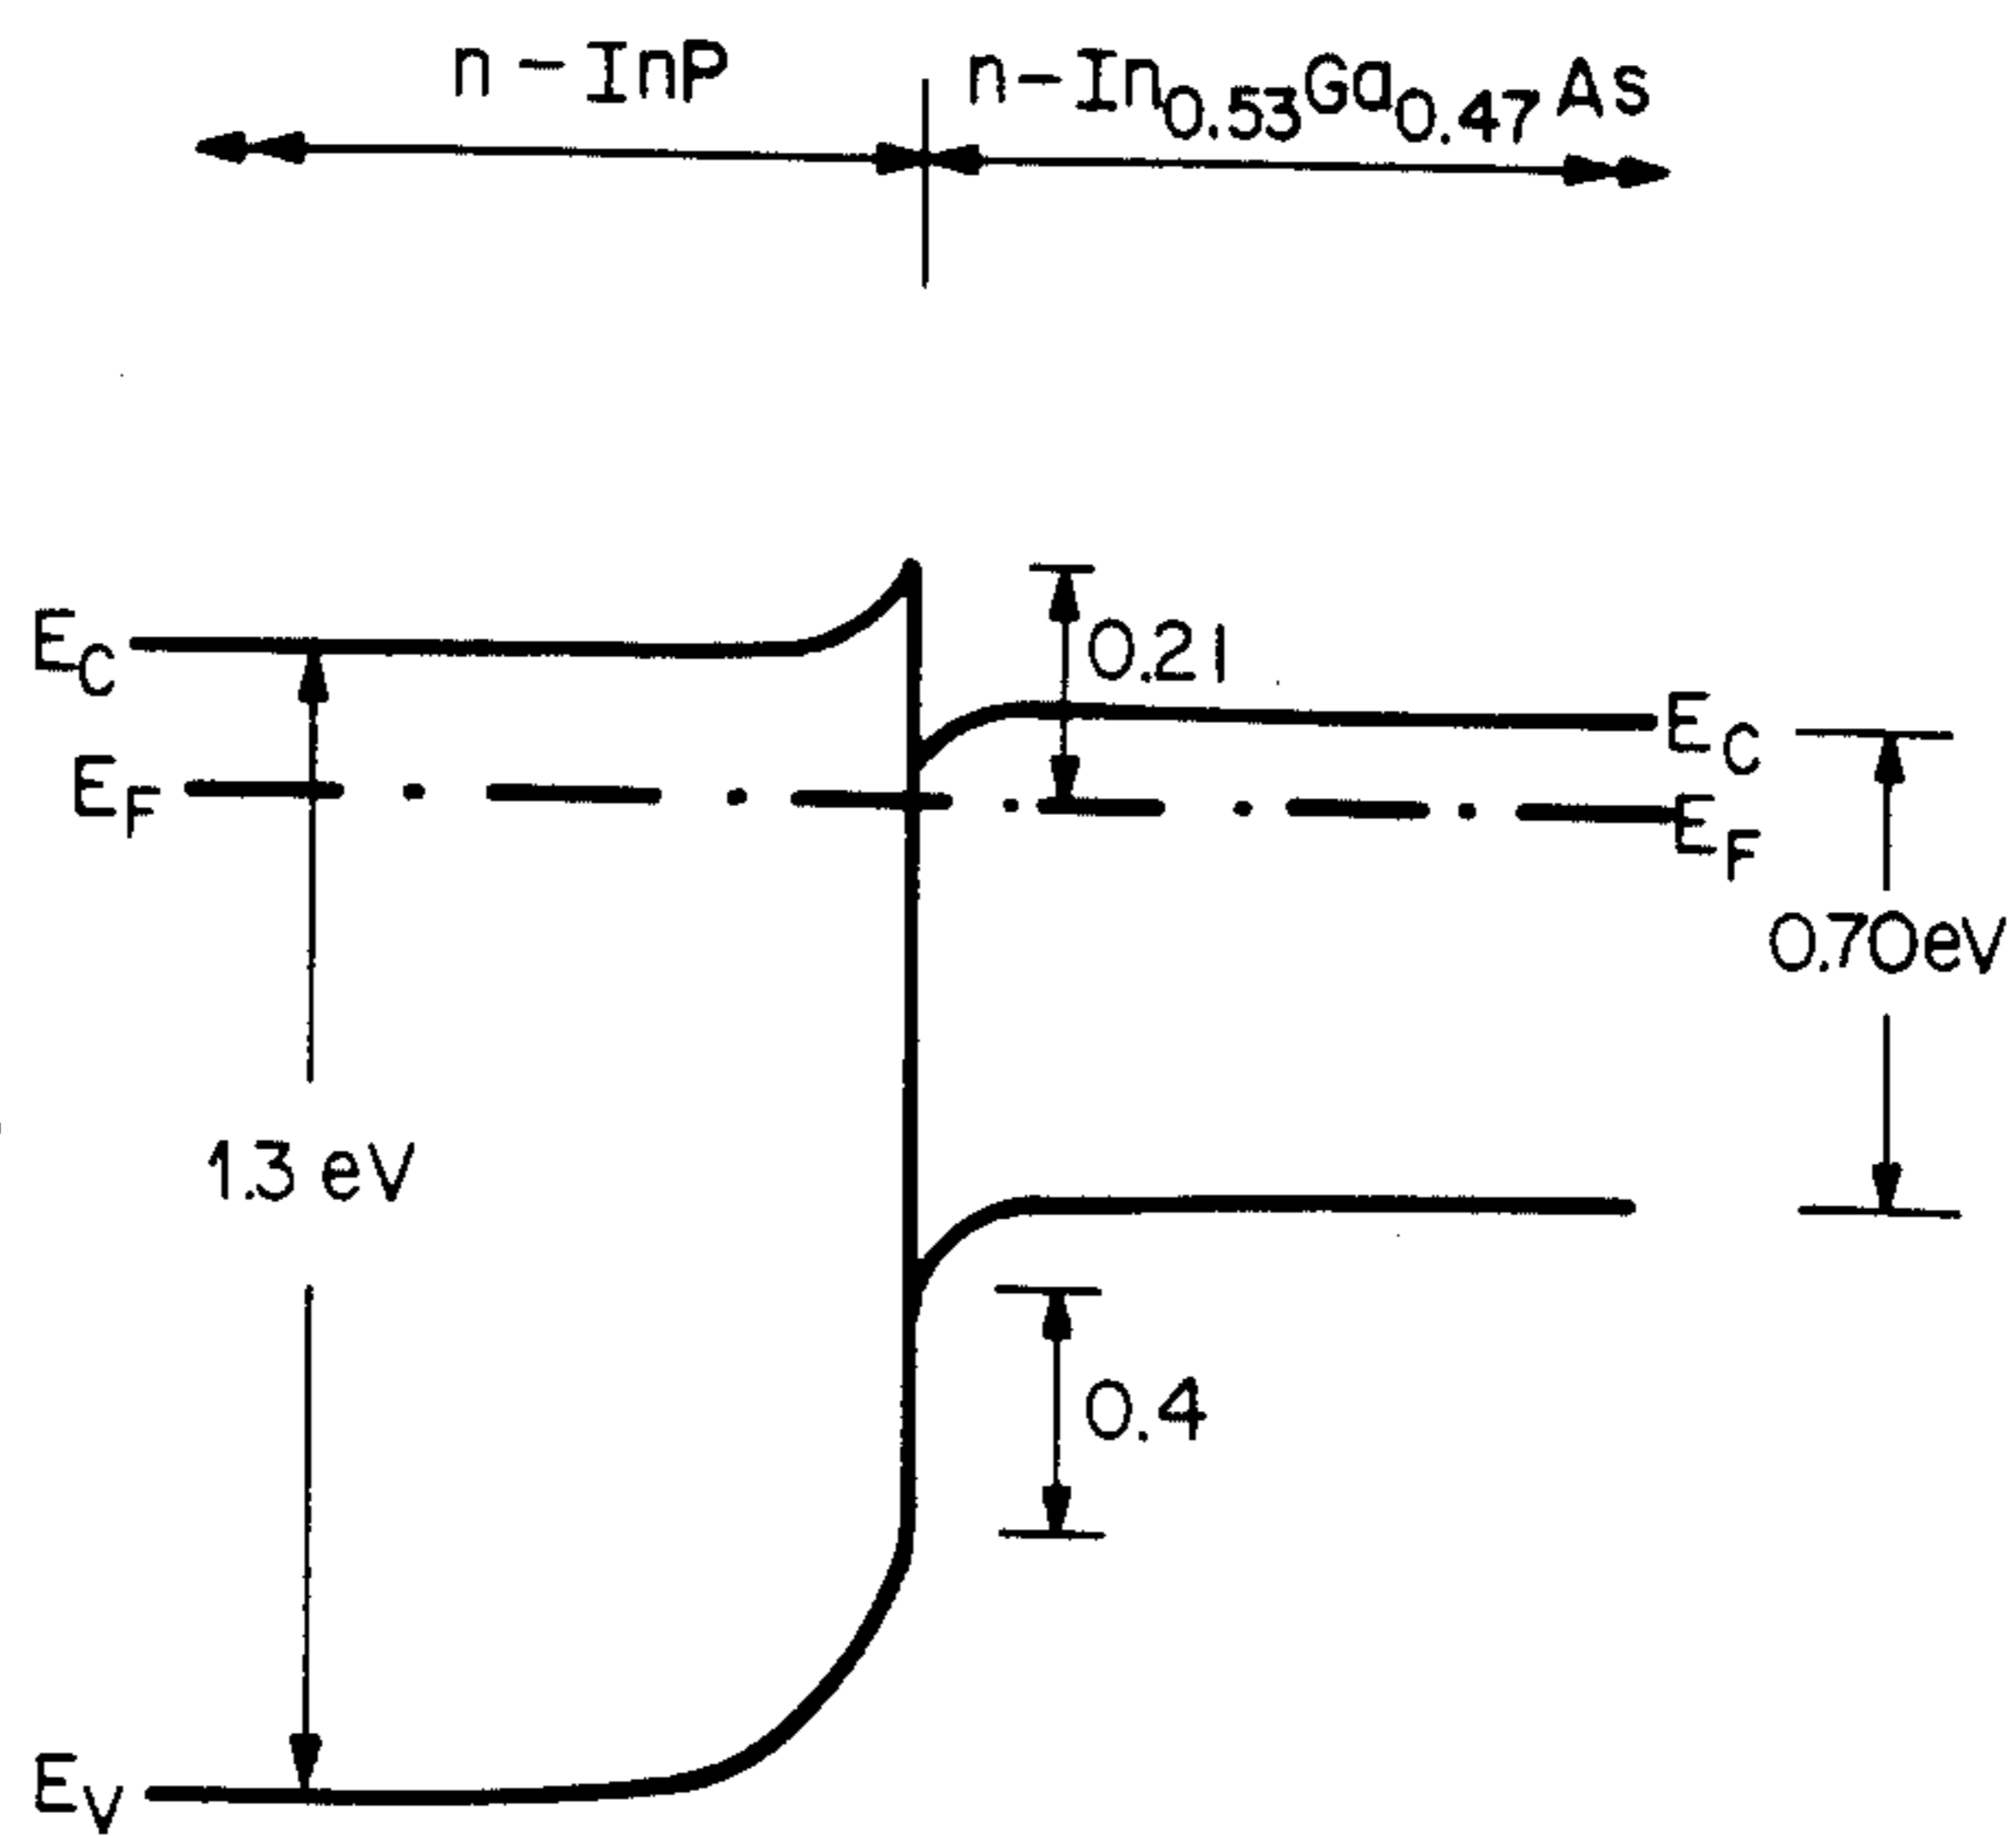 n - InP
n-In0.53Ga0.47As
EC
0.21
EC
EF
EF
0.70eV
1.3 eV
0.4
EV